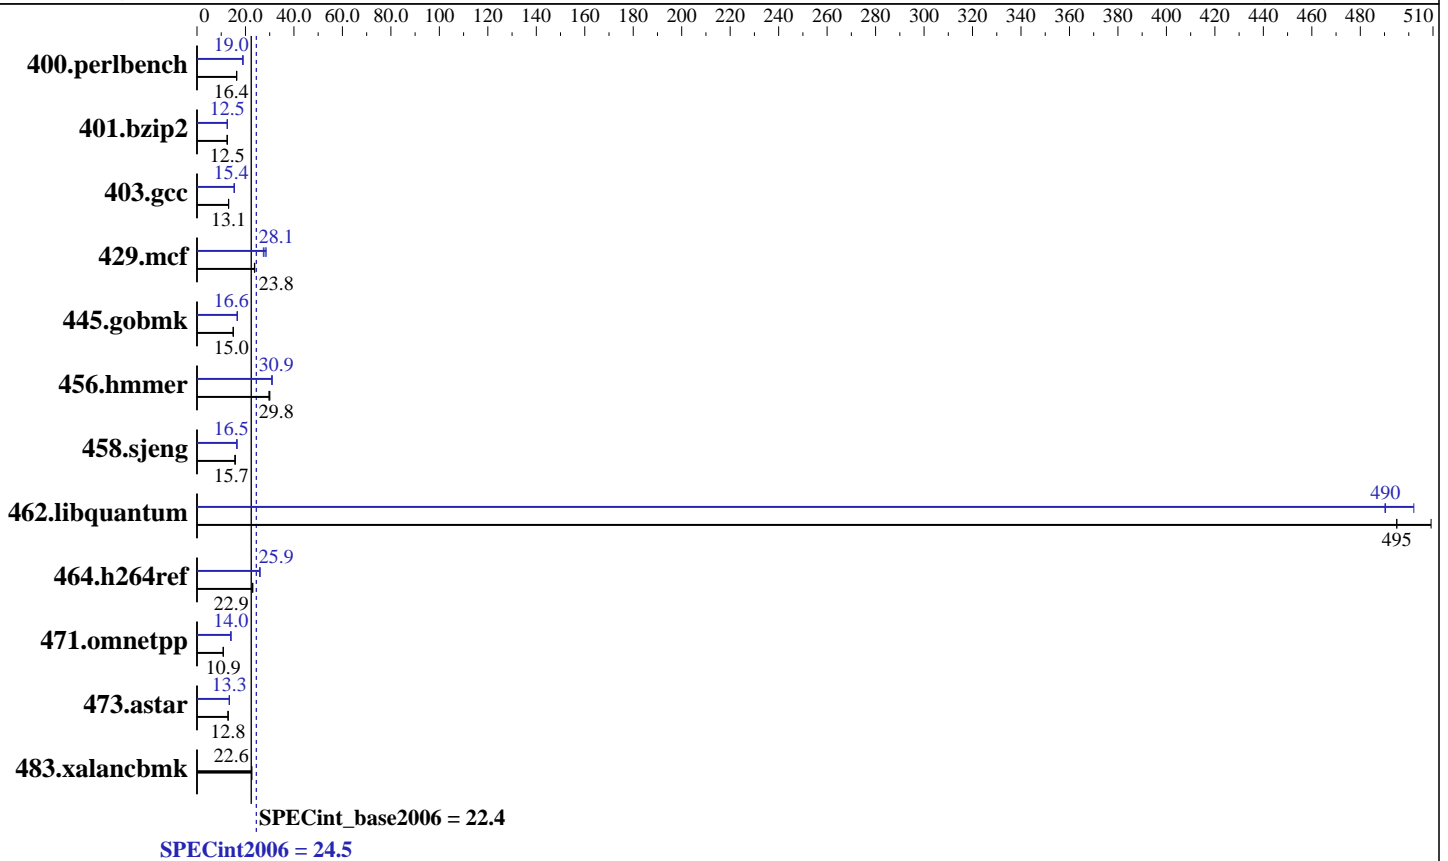 0 20.0 40.0 60.0 80.0 100 120 140 160 180 200 220 240 260 280 300 320 340 360 380 400 420 440 460 480 510
19.0
400.perlbench
16.4
12.5
401.bzip2
12.5
15.4
403.gcc
13.1
28.1
429.mcf
23.8
16.6
445.gobmk
15.0
30.9
456.hmmer
29.8
16.5
458.sjeng
15.7
490
462.libquantum
495
25.9
464.h264ref
22.9
14.0
471.omnetpp
10.9
13.3
473.astar
12.8
22.6
483.xalancbmk
SPECint_base2006 = 22.4
SPECint2006 = 24.5